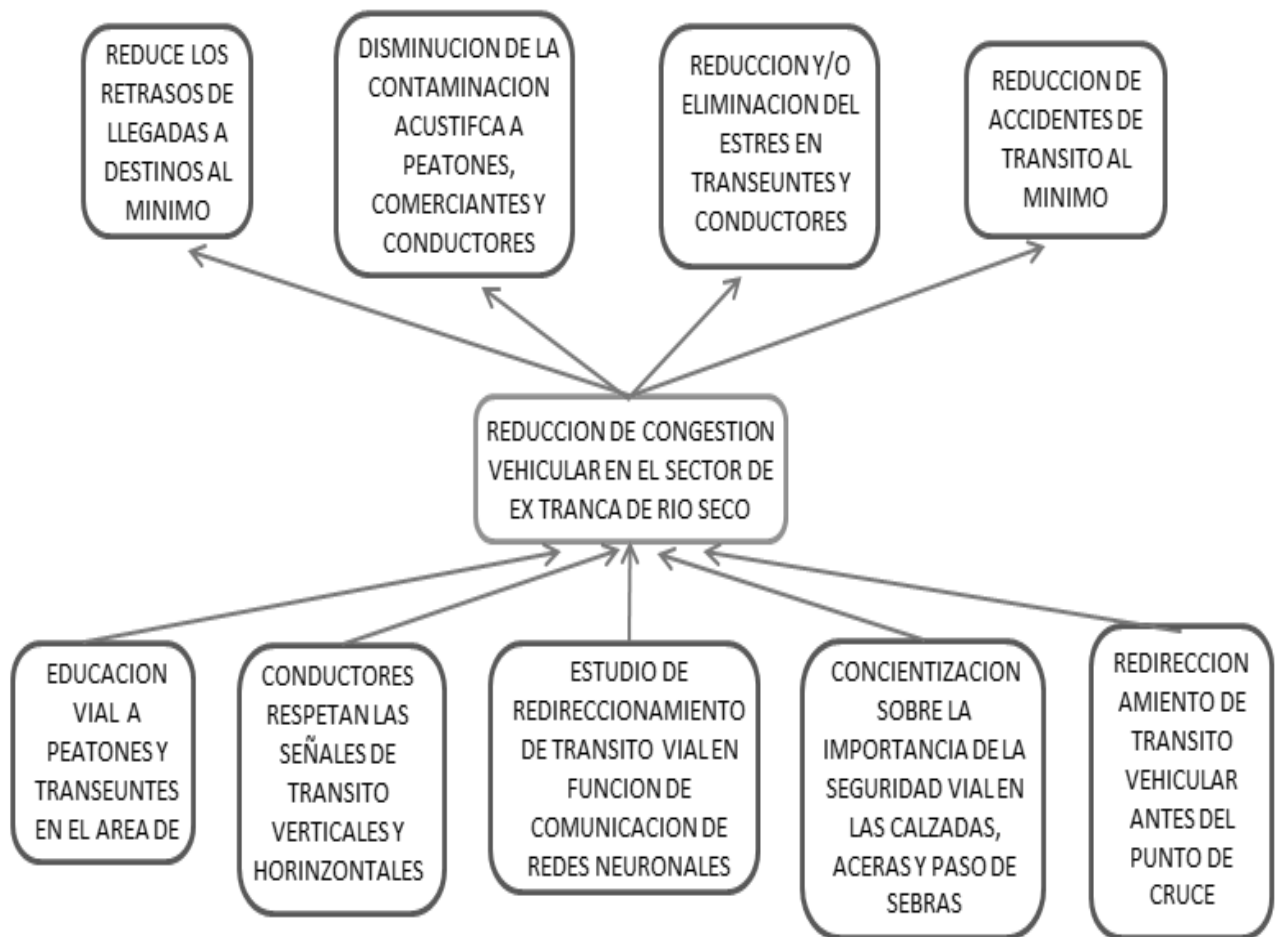 REDUCE LOS
RETRASOS DE
LLEGADAS A
DESTINOS AL
MINIMO
DISMINUCION DE LA
CONTAMINACION
ACUSTIFCA A
PEATONES,
COMERCIANTES Y
CONDUCTORES
REDUCCION Y/O
ELIMINACION DEL
ESTRES EN
TRANSEUNTES Y
CONDUCTORES
REDUCCION DE
ACCIDENTES DE
TRANSITO AL
MINIMO
REDUCCION DE CONGESTION
VEHICULAR EN EL SECTOR DE
EX TRANCA DE RIO SECO
EDUCACION
VIAL A
PEATONES Y
TRANSEUNTES
EN EL AREA DE
CONDUCTORES
RESPETAN LAS
SEÑALES DE
TRANSITO
VERTICALES Y
HORINZONTALES
ESTUDIO DE
REDIRECCIONAMIENTO
DE TRANSITO VIAL EN
FUNCION DE
COMUNICACION DE
REDES NEURONALES
CONCIENTIZACION
SOBRE LA
IMPORTANCIA DE LA
SEGURIDAD VIAL EN
LAS CALZADAS,
ACERAS Y PASO DE
SEBRAS
REDIRECCION
AMIENTO DE
TRANSITO
VEHICULAR
ANTES DEL
PUNTO DE
CRUCE